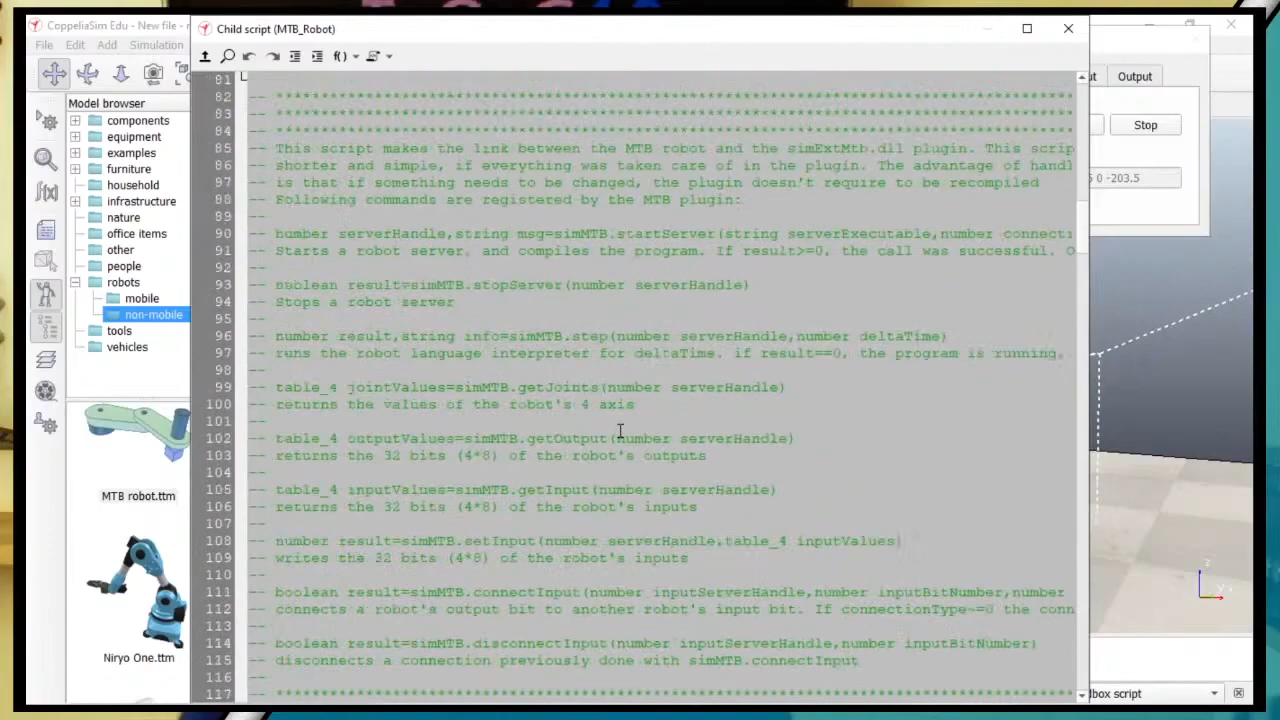 CoppeliaSim Edu - New file -
Child script (MTB_Robot)
File Edit Add Simulation
f()
Output
Stop
5 0 -203.5
Model browser
components
equipment
examples
furniture
household
infrastructure
nature
office items
other
people
robots
mobile
non-mobile
tools
vehicles
MTB robot.ttm
Niryo One.ttm
81
82 -- ****************************************************************************************
83 -- ****************************************************************************************
84 -- ****************************************************************************************
85 -- This script makes the link between the MTB robot and the simExtMtb.dll plugin. This scrip
86 -- shorter and simple, if everything was taken care of in the plugin. The advantage of handl
87 -- is that if something needs to be changed, the plugin doesn't require to be recompiled
88 -- Following commands are registered by the MTB plugin:
89 --
90 -- number serverHandle,string msg=simMTB.startServer(string serverExecutable,number connecti
91 -- Starts a robot server, and compiles the program. If result>=0, the call was successful. O
92 --
93 -- boolean result=simMTB.stopServer(number serverHandle)
94 -- Stops a robot server
95 --
96 -- number result,string info=simMTB.step(number serverHandle,number deltaTime)
97 -- runs the robot language interpreter for deltaTime. if result==0, the program is running,
98 --
99 -- table_4 jointValues=simMTB.getJoints(number serverHandle)
100 -- returns the values of the robot's 4 axis
101 --
102 -- table_4 outputValues=simMTB.getOutput(number serverHandle)
103 -- returns the 32 bits (4*8) of the robot's outputs
104 --
105 -- table_4 inputValues=simMTB.getInput(number serverHandle)
106 -- returns the 32 bits (4*8) of the robot's inputs
107 --
108 -- number result=simMTB.setInput(number serverHandle,table_4 inputValues)
109 -- writes the 32 bits (4*8) of the robot's inputs
110 --
111 -- boolean result=simMTB.connectInput(number inputServerHandle,number inputBitNumber,number
112 -- connects a robot's output bit to another robot's input bit. If connectionType~=0 the conn
113 --
114 -- boolean result=simMTB.disconnectInput(number inputServerHandle,number inputBitNumber)
115 -- disconnects a connection previously done with simMTB.connectInput
116 --
117 -- ****************************************************************************************
z
y
x
dbox script